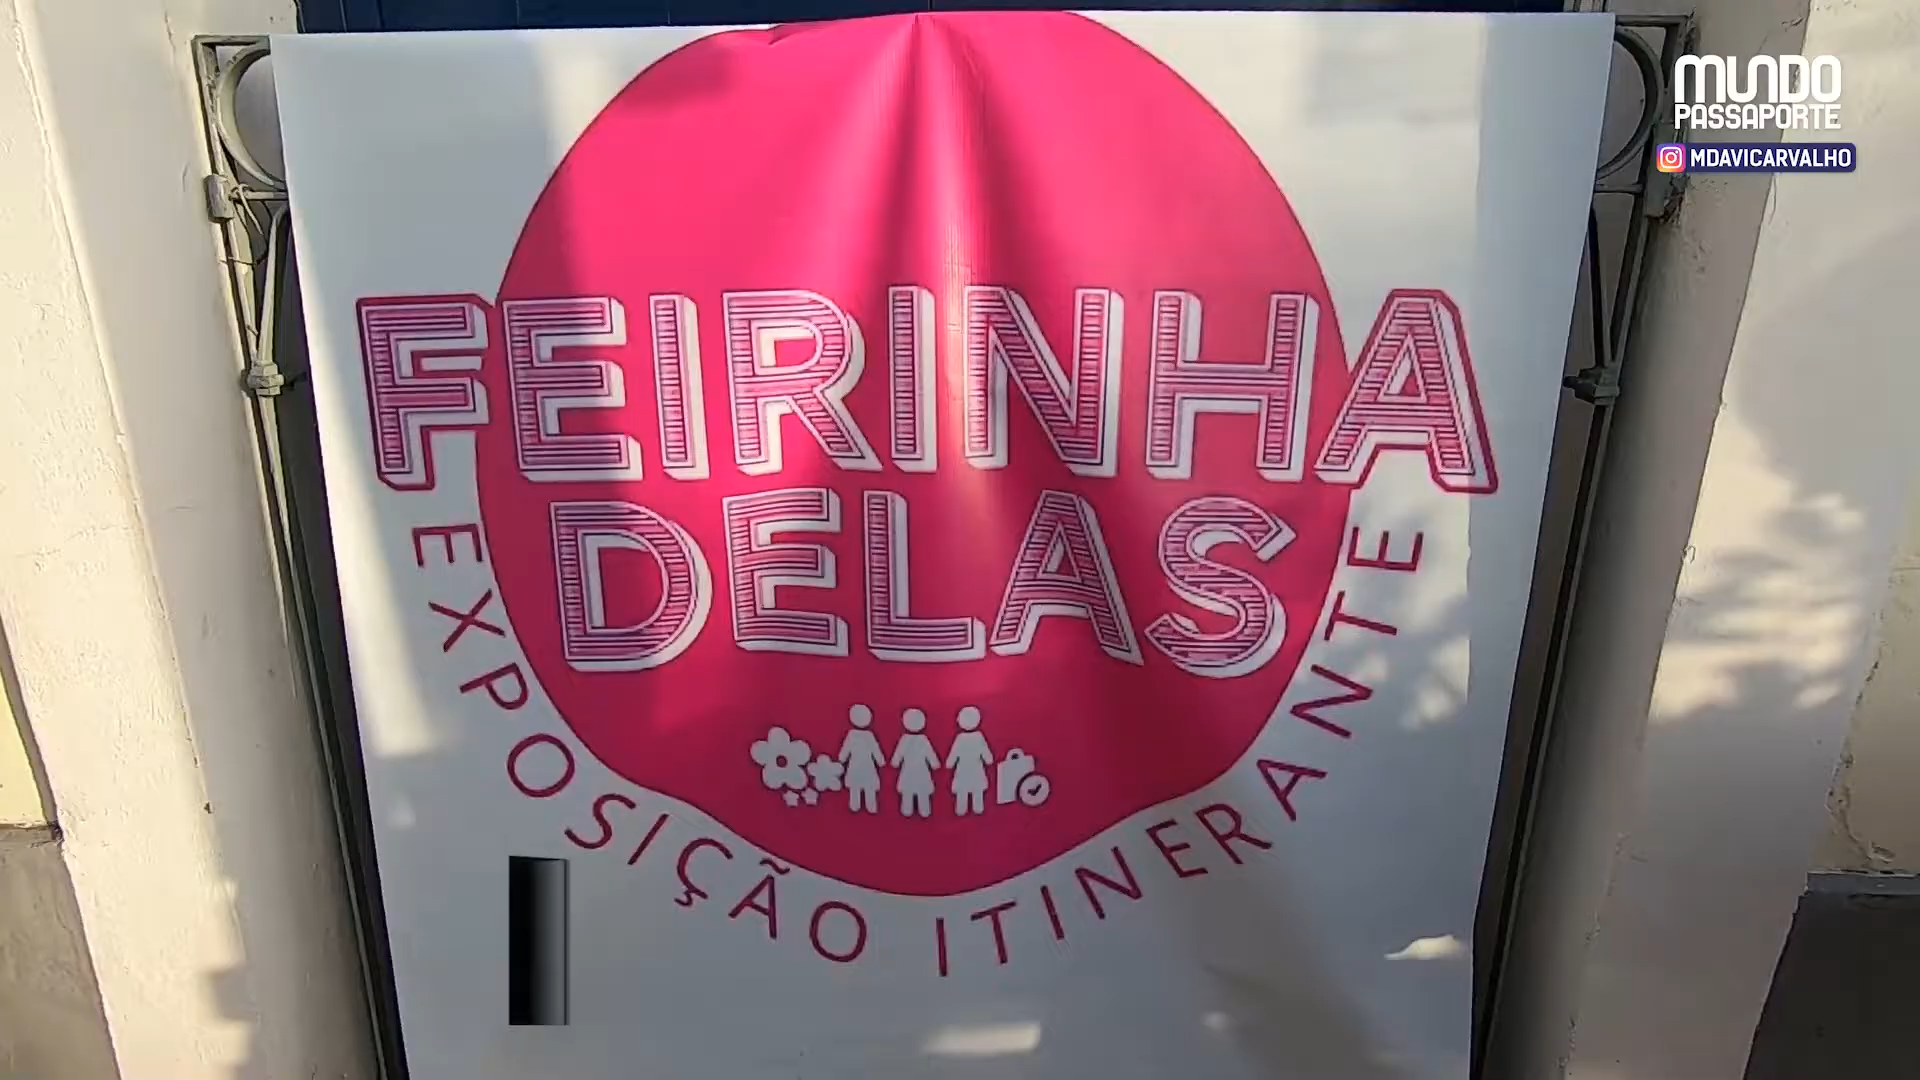 MUNDO
PASSAPORTE
MDAVICARVALHO
FEIRINHA
DELAS
EXPOSIÇÃO ITINERANTE